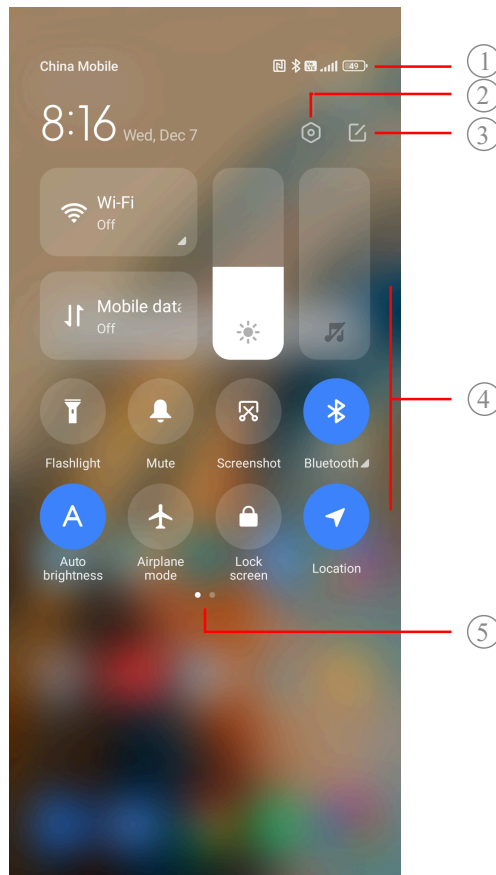 China Mobile
49
①
②
8:16 Wed, Dec 7
③
Wi-Fi
Off
Mobile data
Off
④
Flashlight
Mute
Screenshot
Bluetooth
A
Auto
brightness
Airplane
mode
Lock
screen
Location
⑤